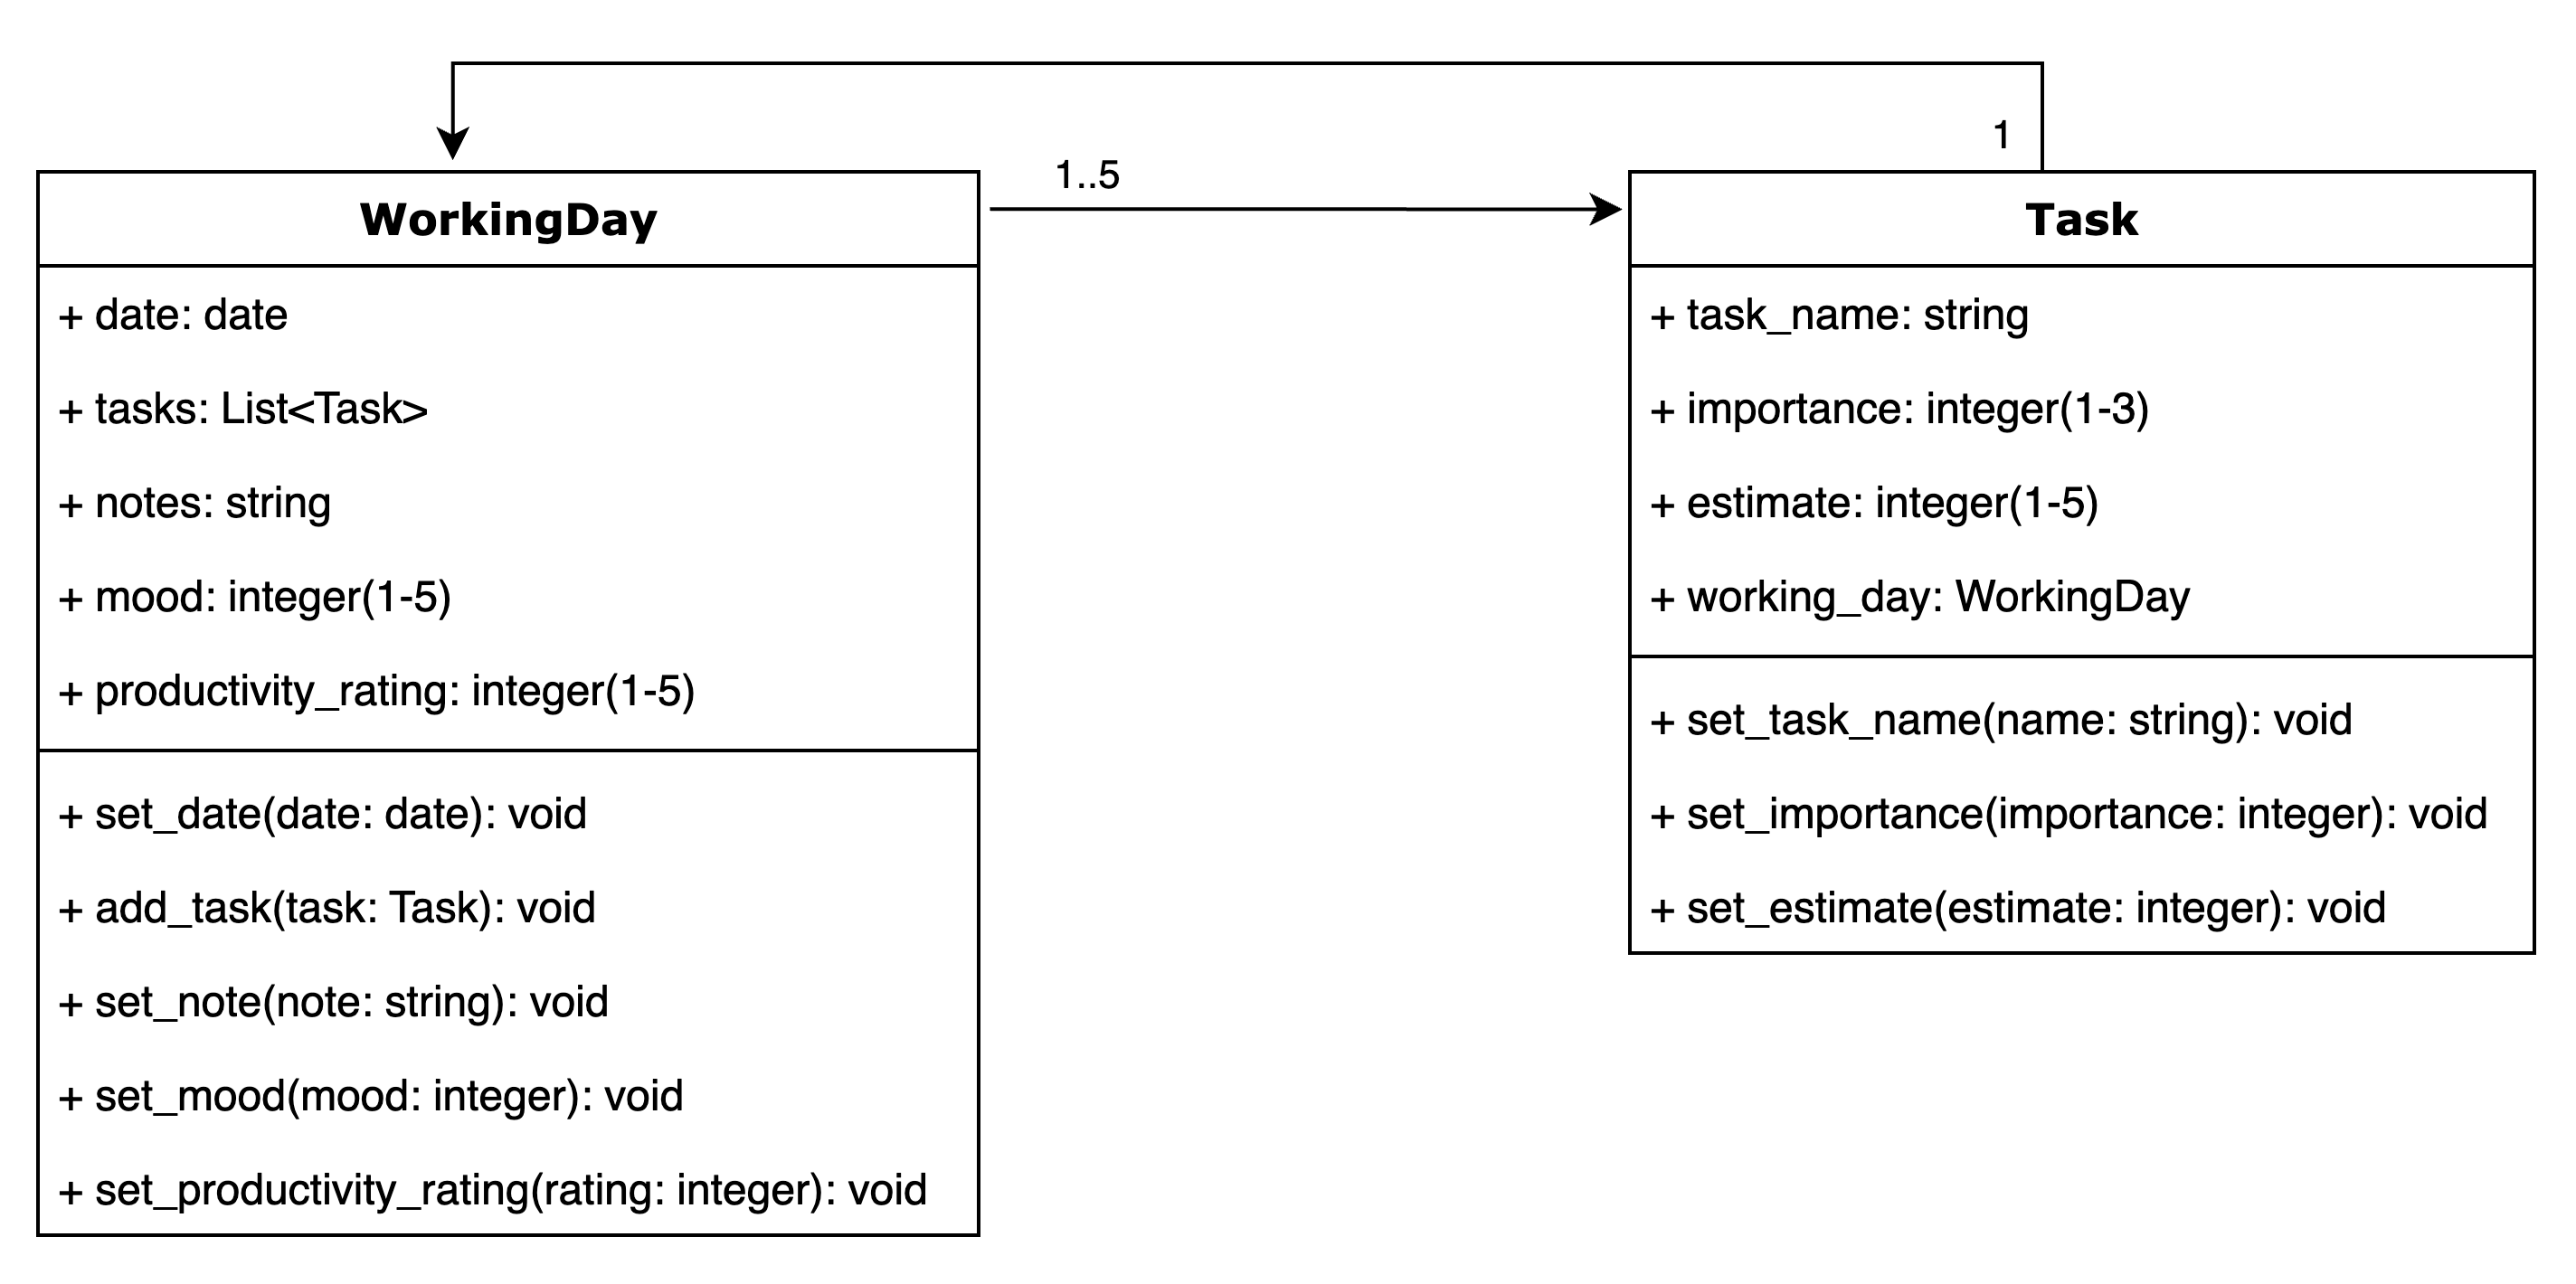 1
1..5
WorkingDay
+ date: date
+ tasks: List<Task>
+ notes: string
+ mood: integer(1-5)
+ productivity_rating: integer(1-5)
+ set_date(date: date): void
+ add_task(task: Task): void
+ set_note(note: string): void
+ set_mood(mood: integer): void
+ set_productivity_rating(rating: integer): void
Task
+ task_name: string
+ importance: integer(1-3)
+ estimate: integer(1-5)
+ working_day: WorkingDay
+ set_task_name(name: string): void
+ set_importance(importance: integer): void
+ set_estimate(estimate: integer): void